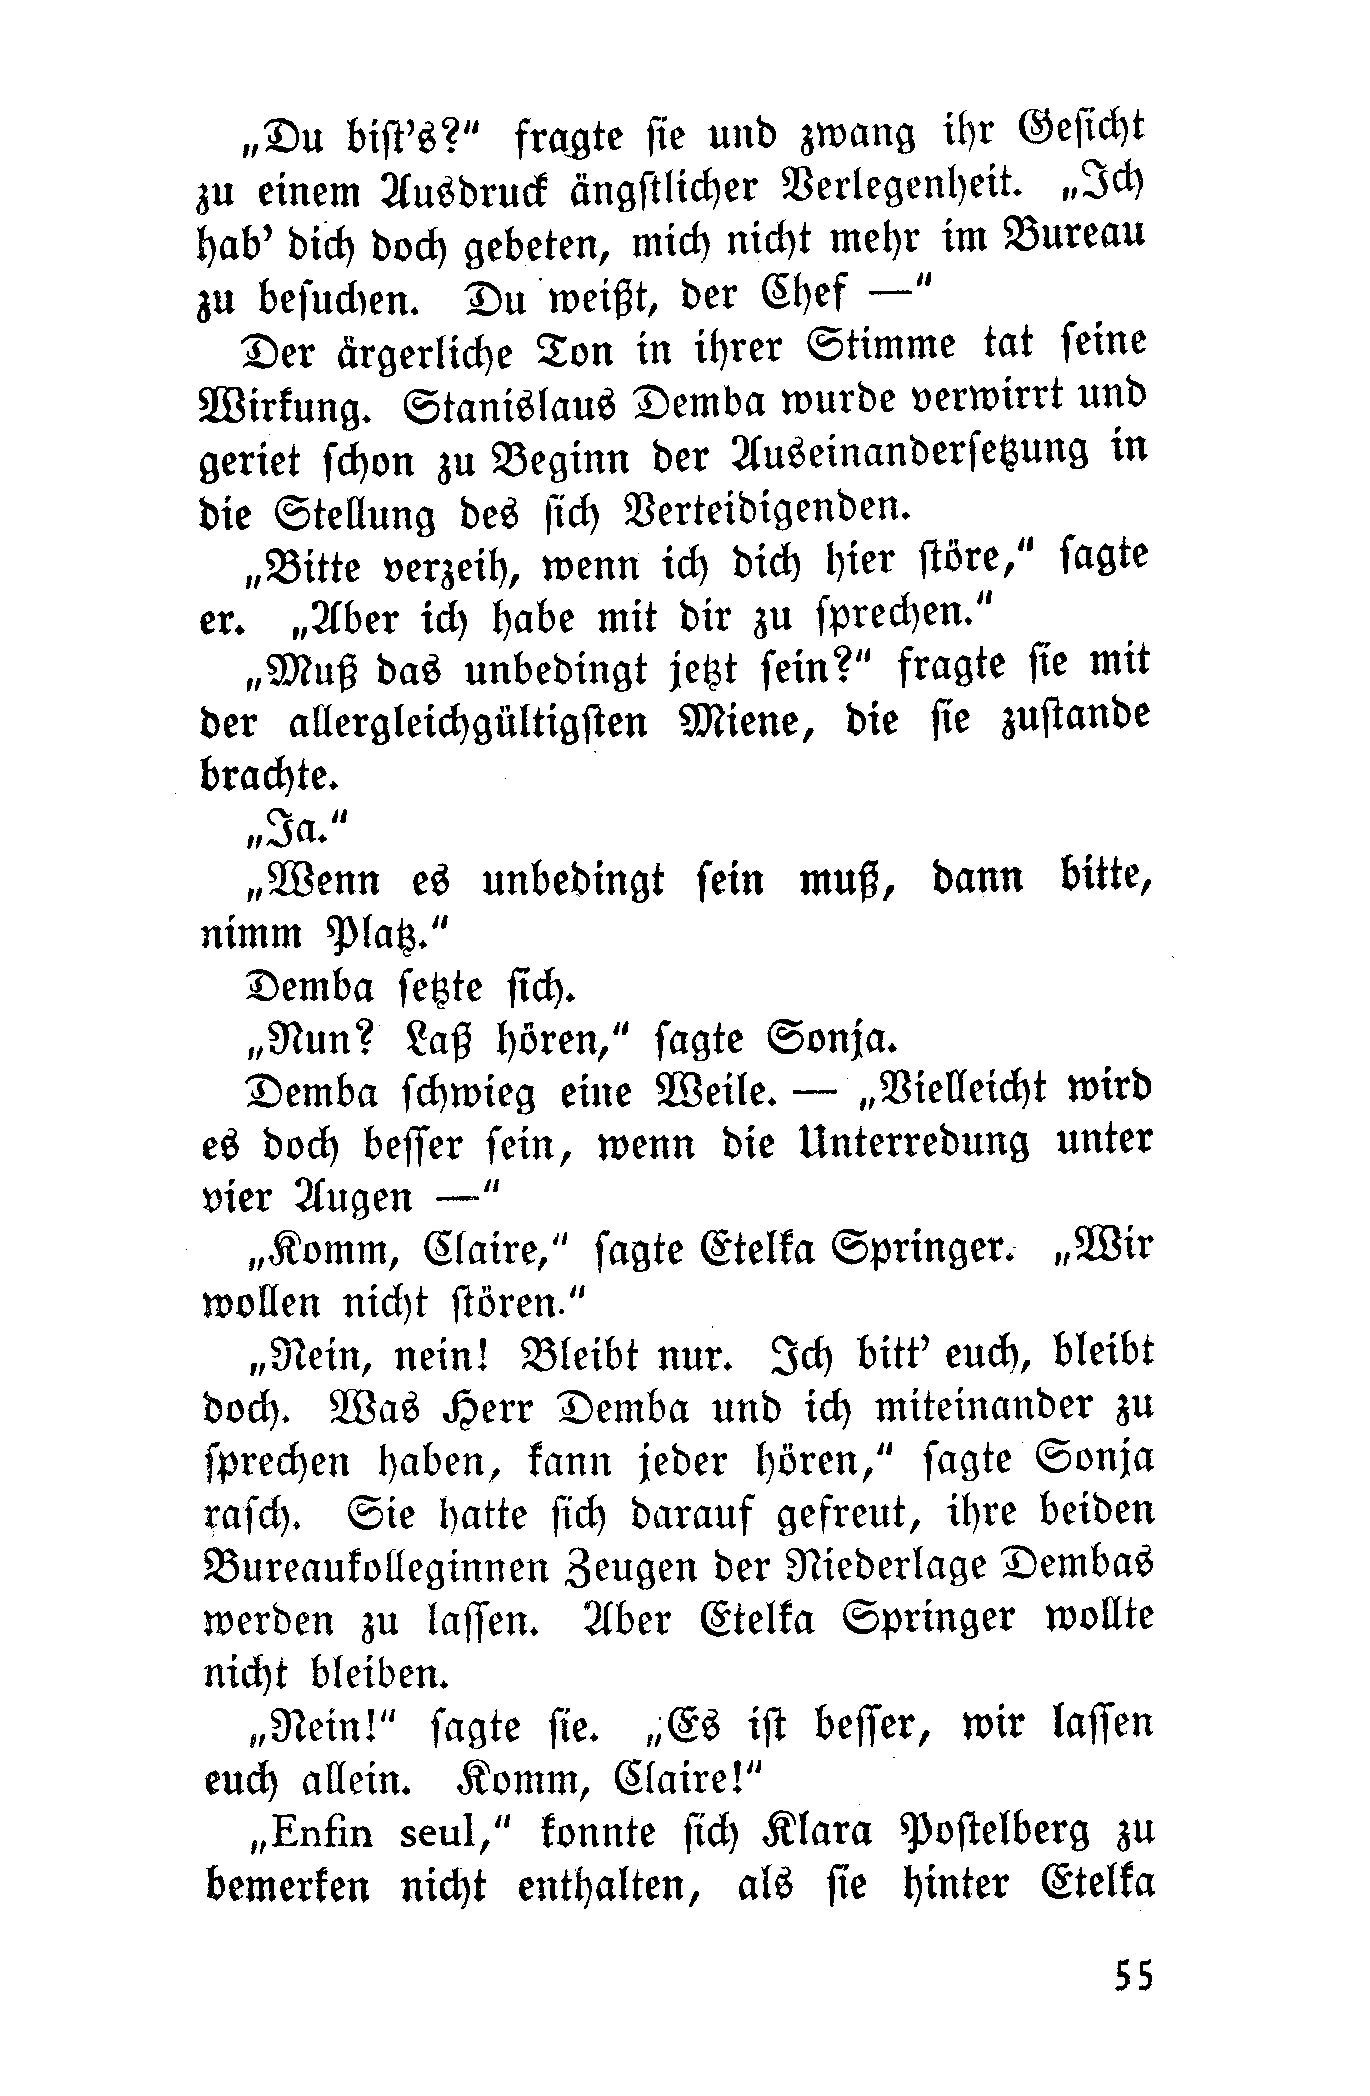 „Du bist's?“ fragte sie und zwang ihr Gesicht
zu einem Ausdruck ängstlicher Verlegenheit. „Ich
hab' dich doch gebeten, mich nicht mehr im Bureau
zu besuchen. Du weißt, der Chef —“
Der ärgerliche Ton in ihrer Stimme tat seine
Wirkung. Stanislaus Demba wurde verwirrt und
geriet schon zu Beginn der Auseinandersetzung in
die Stellung des sich Verteidigenden.
„Bitte verzeih, wenn ich dich hier störe,“ sagte
er. „Aber ich habe mit dir zu sprechen.“
„Muß das unbedingt jetzt sein?“ fragte sie mit
der allergleichgültigsten Miene, die sie zustande
brachte.
„Ja.“
„Wenn es unbedingt sein muß, dann bitte,
nimm Platz.“
Demba setzte sich.
„Nun? Laß hören,“ sagte Sonja.
Demba schwieg eine Weile. — „Vielleicht wird
es doch besser sein, wenn die Unterredung unter
vier Augen —“
„Komm, Claire,“ sagte Etelka Springer. „Wir
wollen nicht stören.“
„Nein, nein! Bleibt nur. Ich bitt' euch, bleibt
doch. Was Herr Demba und ich miteinander zu
sprechen haben, kann jeder hören,“ sagte Sonja
rasch. Sie hatte sich darauf gefreut, ihre beiden
Bureaukolleginnen Zeugen der Niederlage Dembas
werden zu lassen. Aber Etelka Springer wollte
nicht bleiben.
„Nein!“ sagte sie. „Es ist besser, wir lassen
euch allein. Komm, Claire!“
„Enfin seul,“ konnte sich Klara Postelberg zu
bemerken nicht enthalten, als sie hinter Etelka
55